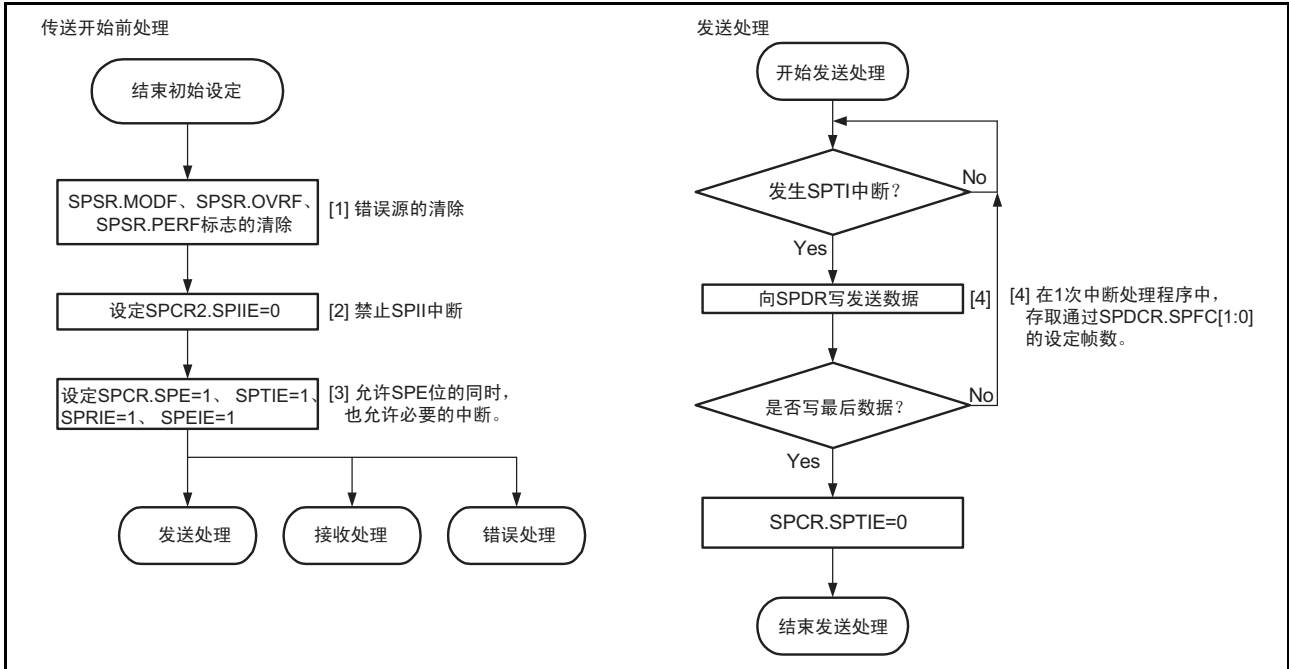 传送开始前处理
结束初始设定
SPSR.MODF、SPSR.OVRF、
SPSR.PERF标志的清除
[1] 错误源的清除
设定SPCR2.SPIIE=0
[2] 禁止SPII中断
设定SPCR.SPE=1、 SPTIE=1、
SPRIE=1、 SPEIE=1
[3] 允许SPE位的同时，
也允许必要的中断。
发送处理
接收处理
错误处理
发送处理
开始发送处理
发生SPTI中断？
No
Yes
向SPDR写发送数据
[4]
[4] 在1次中断处理程序中，
存取通过SPDCR.SPFC[1:0]
的设定帧数。
是否写最后数据？
No
Yes
SPCR.SPTIE=0
结束发送处理